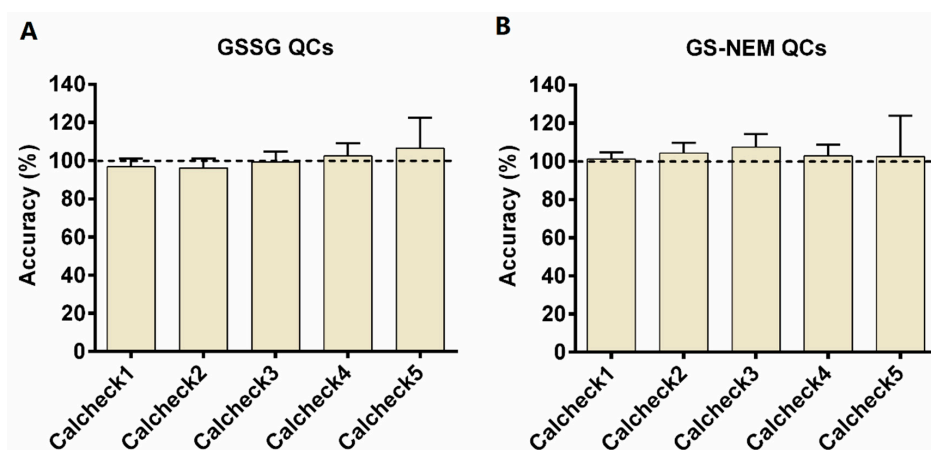 A
GSSG QCs
Accuracy (%)
140
120
100
80
60
40
20
0
Calcheck1
Calcheck2
Calcheck3
Calcheck4
Calcheck5
B
GS-NEM QCs
Accuracy (%)
140
120
100
80
60
40
20
0
Calcheck1
Calcheck2
Calcheck3
Calcheck4
Calcheck5